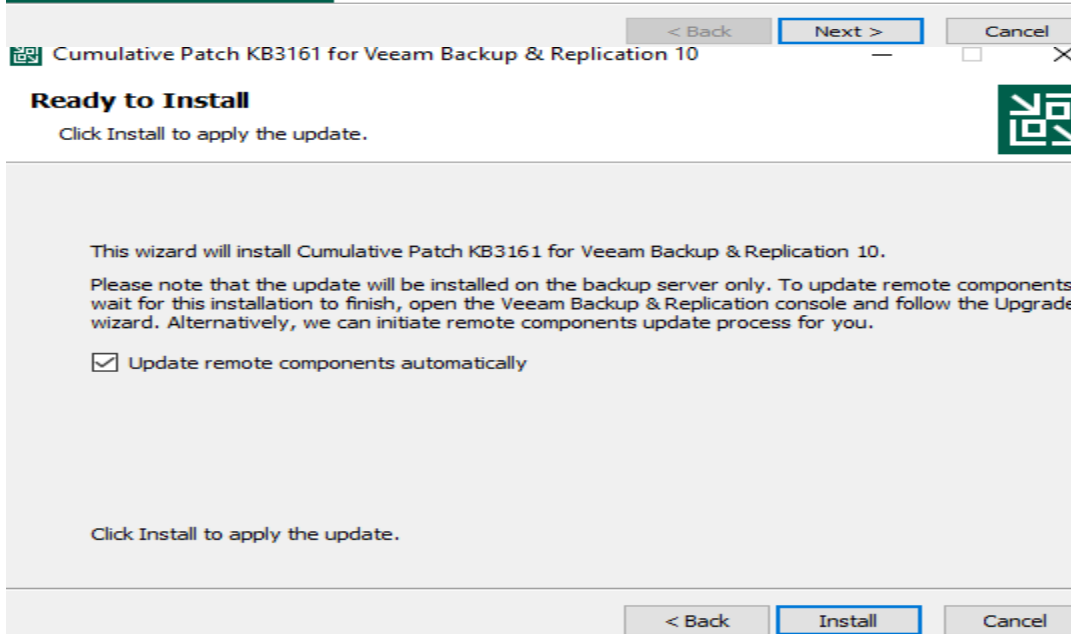 < Back Next > Cancel
Cumulative Patch KB3161 for Veeam Backup & Replication 10
Ready to Install
Click Install to apply the update.
This wizard will install Cumulative Patch KB3161 for Veeam Backup & Replication 10.
Please note that the update will be installed on the backup server only. To update remote components
wait for this installation to finish, open the Veeam Backup & Replication console and follow the Upgrade
wizard. Alternatively, we can initiate remote components update process for you.
Update remote components automatically
Click Install to apply the update.
< Back Install Cancel